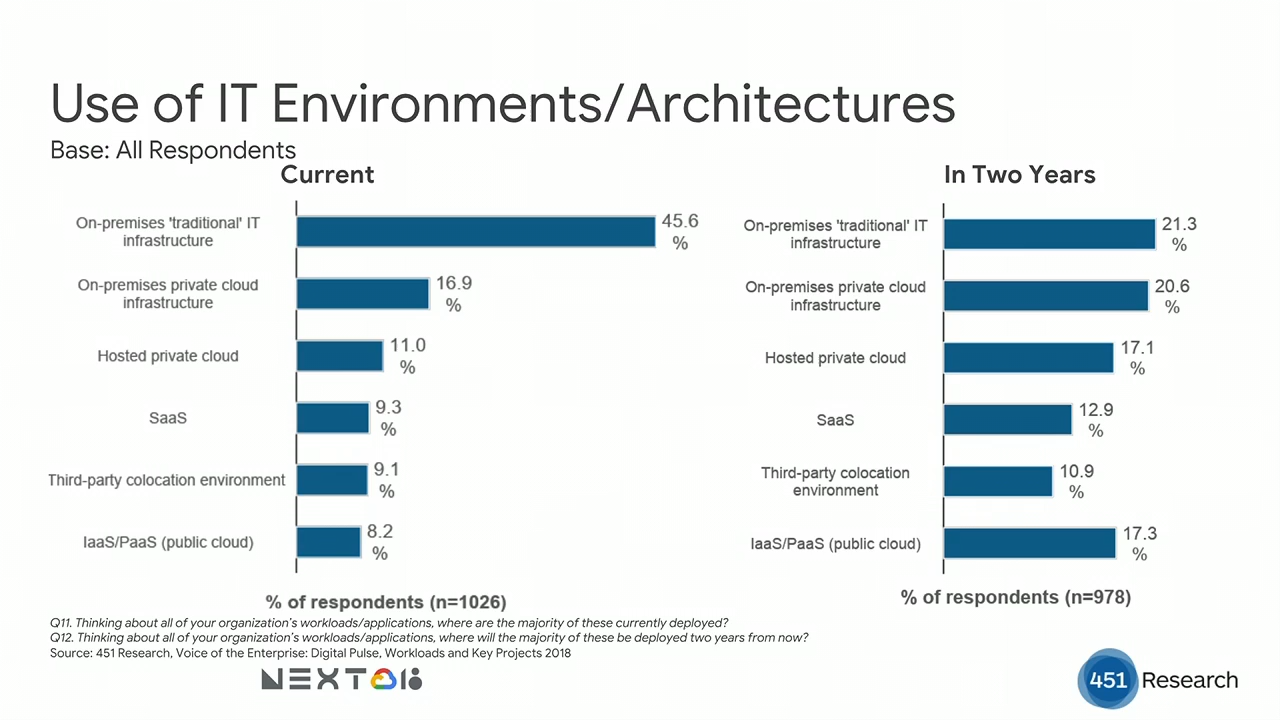 Use of IT Environments/Architectures
Base: All Respondents
Current
On-premises 'traditional' IT
infrastructure
45.6
%
On-premises private cloud
infrastructure
16.9
%
Hosted private cloud
11.0
%
SaaS
9.3
%
Third-party colocation environment
9.1
%
IaaS/PaaS (public cloud)
8.2
%
% of respondents (n=1026)
In Two Years
On-premises 'traditional' IT
infrastructure
21.3
%
On-premises private cloud
infrastructure
20.6
%
Hosted private cloud
17.1
%
SaaS
12.9
%
Third-party colocation
environment
10.9
%
IaaS/PaaS (public cloud)
17.3
%
% of respondents (n=978)
Q11. Thinking about all of your organization's workloads/applications, where are the majority of these currently deployed?
Q12. Thinking about all of your organization's workloads/applications, where will the majority of these be deployed two years from now?
Source: 451 Research, Voice of the Enterprise: Digital Pulse, Workloads and Key Projects 2018
NEXT 18
451 Research